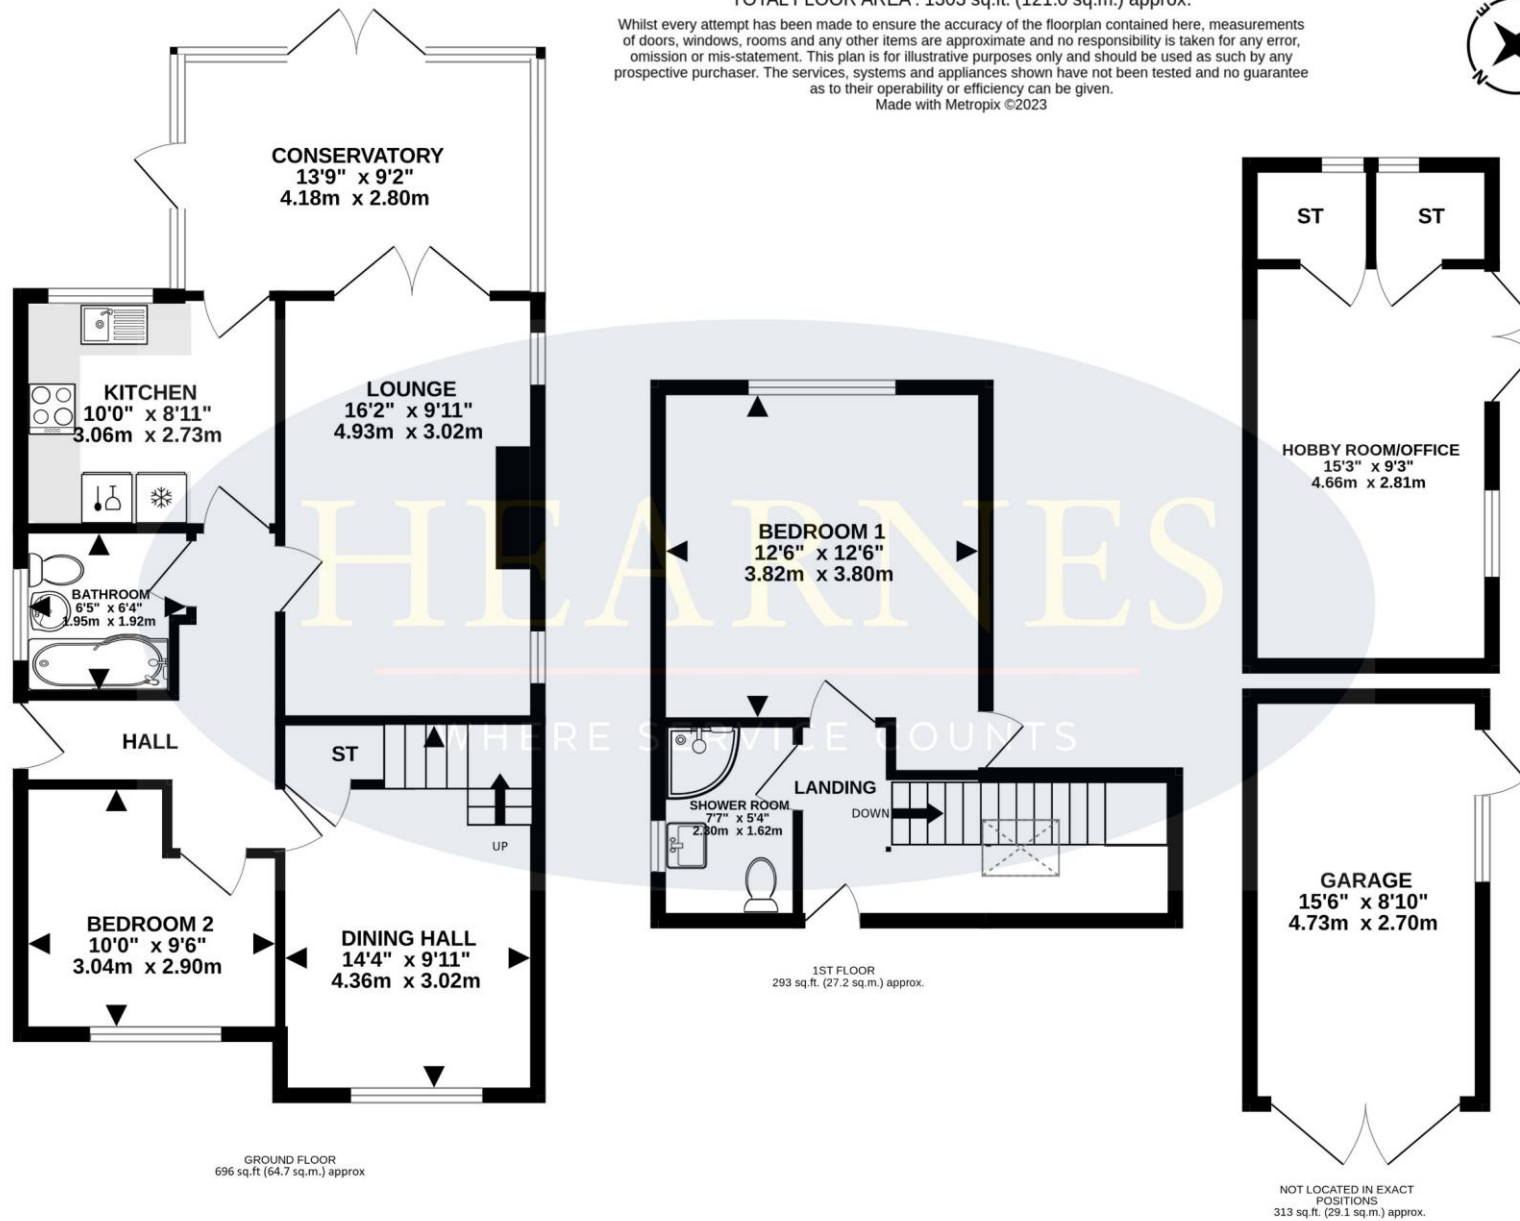 TOTAL FLOOR AREA : 1303 sq.ft. (121.0 sq.m.) approx.
Whilst every attempt has been made to ensure the accuracy of the floorplan contained here, measurements
of doors, windows, rooms and any other items are approximate and no responsibility is taken for any error,
omission or mis-statement. This plan is for illustrative purposes only and should be used as such by any
prospective purchaser. The services, systems and appliances shown have not been tested and no guarantee
as to their operability or efficiency can be given.
Made with Metropix ©2023
E
N
CONSERVATORY
13'9" x 9'2"
4.18m x 2.80m
KITCHEN
10'0" x 8'11"
3.06m x 2.73m
LOUNGE
16'2" x 9'11"
4.93m x 3.02m
BATHROOM
6'5" x 6'4"
1.95m x 1.92m
HALL
ST
UP
BEDROOM 2
10'0" x 9'6"
3.04m x 2.90m
DINING HALL
14'4" x 9'11"
4.36m x 3.02m
GROUND FLOOR
696 sq.ft (64.7 sq.m.) approx
HEARNES
WHERE SERVICE COUNTS
BEDROOM 1
12'6" x 12'6"
3.82m x 3.80m
SHOWER ROOM
7'7" x 5'4"
2.30m x 1.62m
LANDING
DOWN
1ST FLOOR
293 sq.ft. (27.2 sq.m.) approx.
ST
ST
HOBBY ROOM/OFFICE
15'3" x 9'3"
4.66m x 2.81m
GARAGE
15'6" x 8'10"
4.73m x 2.70m
NOT LOCATED IN EXACT
POSITIONS
313 sq.ft. (29.1 sq.m.) approx.